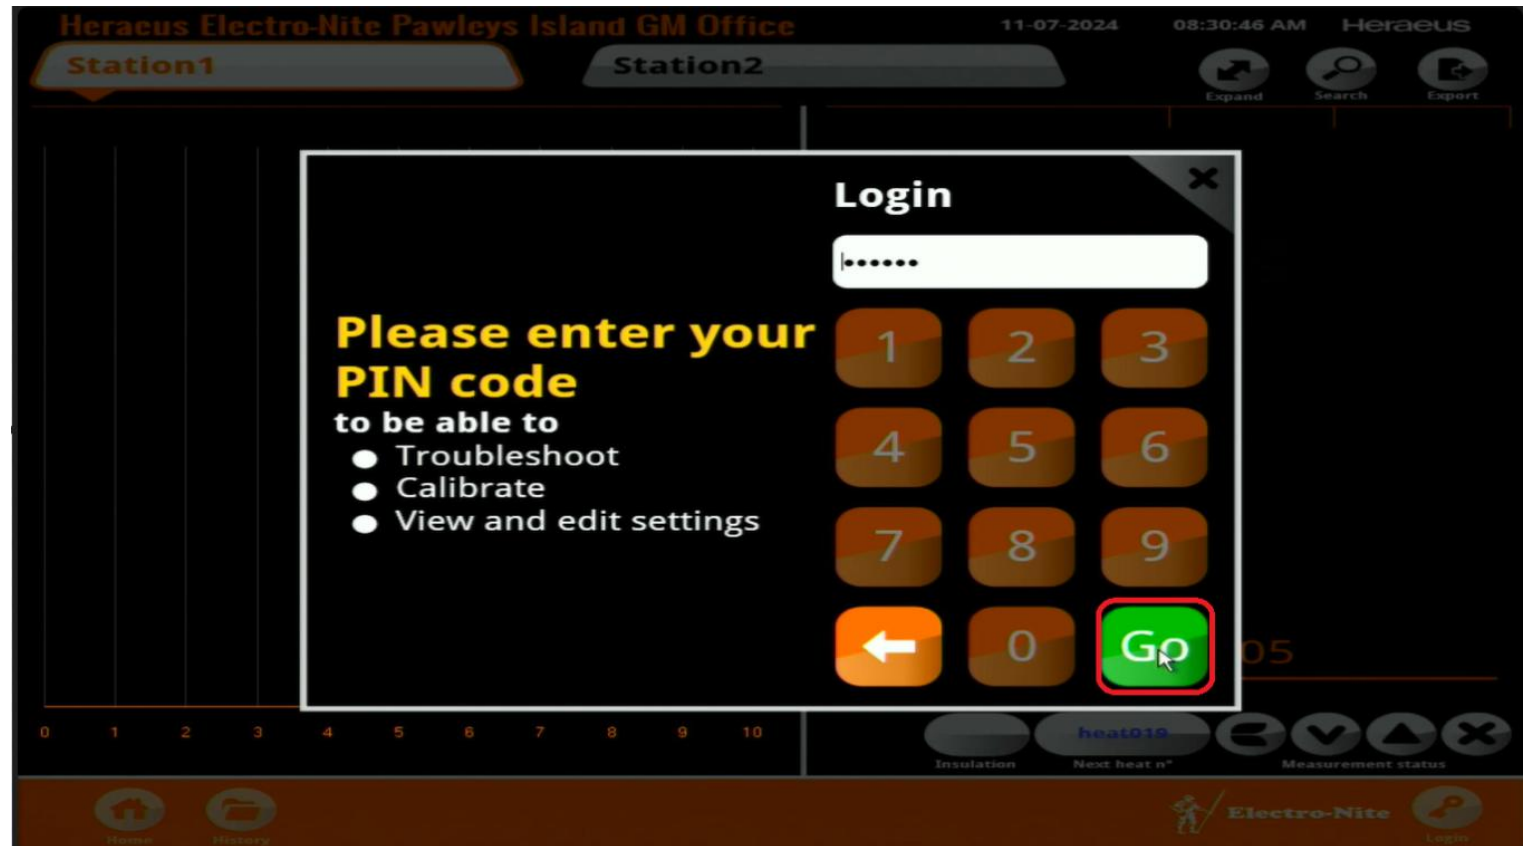 Heraeus Electro-Nite Pawleys Island GM Office
11-07-2024
08:30:46 AM
Heraeus
Station1
Station2
Expand
Search
Export
Login
••••••
Please enter your
PIN code
to be able to
● Troubleshoot
● Calibrate
● View and edit settings
1 2 3
4 5 6
7 8 9
0 Go
05
0 1 2 3 4 5 6 7 8 9 10
heat019
Insulation
Next heat n°
Measurement status
Home
History
Electro-Nite
Login